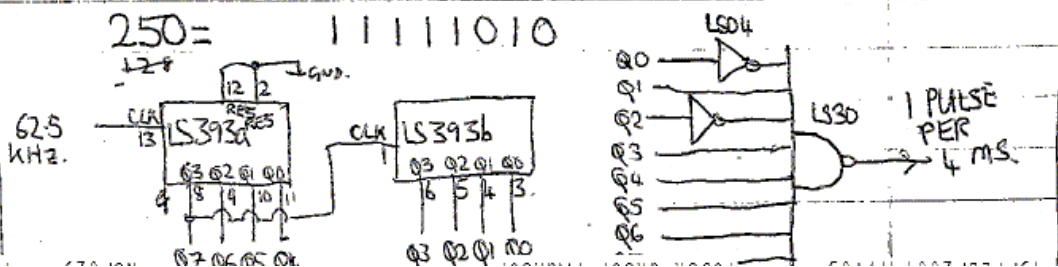 250= 11111010
128
GND.
12 2
RES RES
62.5 KHZ.
CLK
13
LS393a
Q3 Q2 Q1 Q0
8 9 10 11
Q7 Q6 Q5 Q4
CLK
1
LS393b
Q3 Q2 Q1 Q0
6 5 4 3.
Q3 Q2 Q1 Q0
LS04
Q0
Q1
Q2
Q3
Q4
Q5
Q6
LS30
1 PULSE
PER
4 MS.